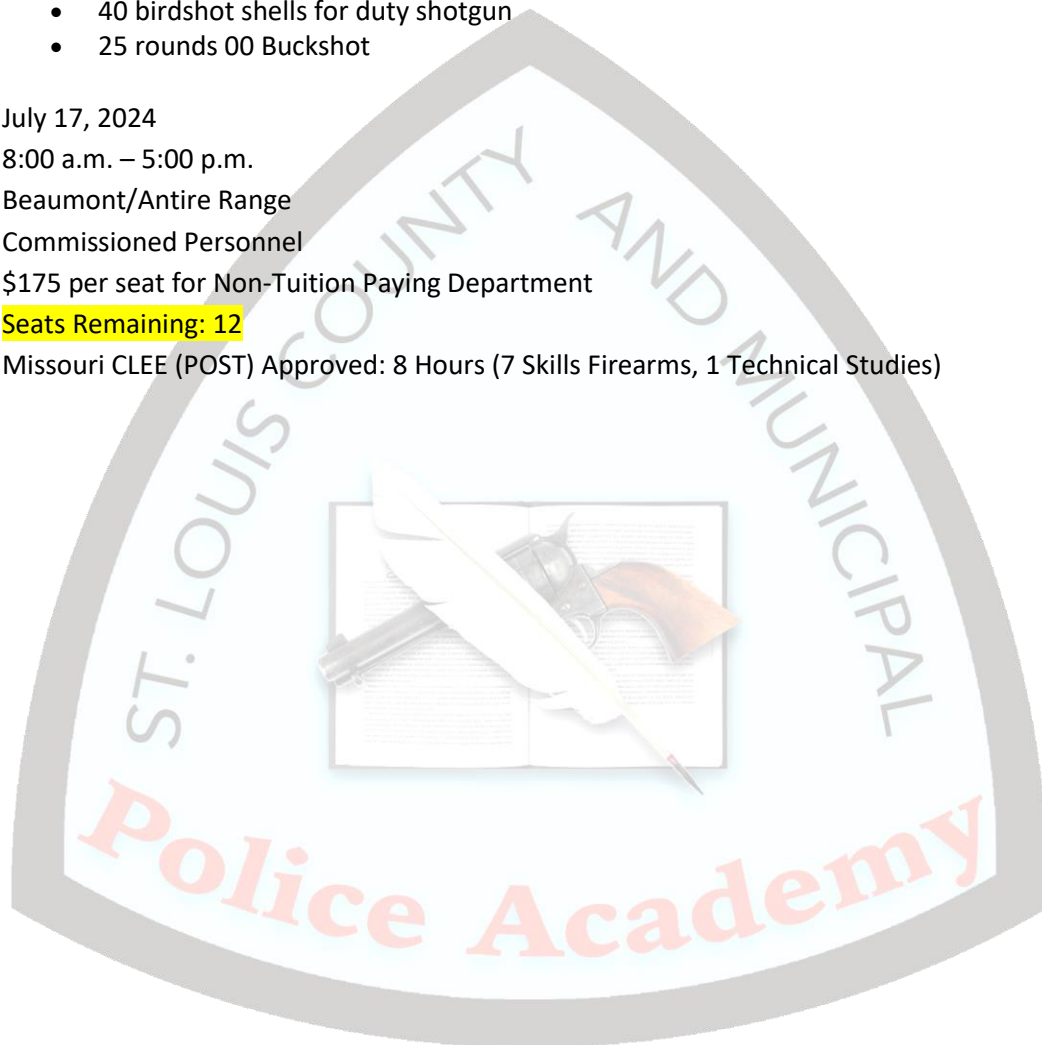 • 40 birdshot shells for duty shotgun
• 25 rounds 00 Buckshot
July 17, 2024
8:00 a.m. – 5:00 p.m.
Beaumont/Antire Range
Commissioned Personnel
$175 per seat for Non-Tuition Paying Department
Seats Remaining: 12
Missouri CLEE (POST) Approved: 8 Hours (7 Skills Firearms, 1 Technical Studies)
ST. LOUIS COUNTY AND MUNICIPAL
Police Academy